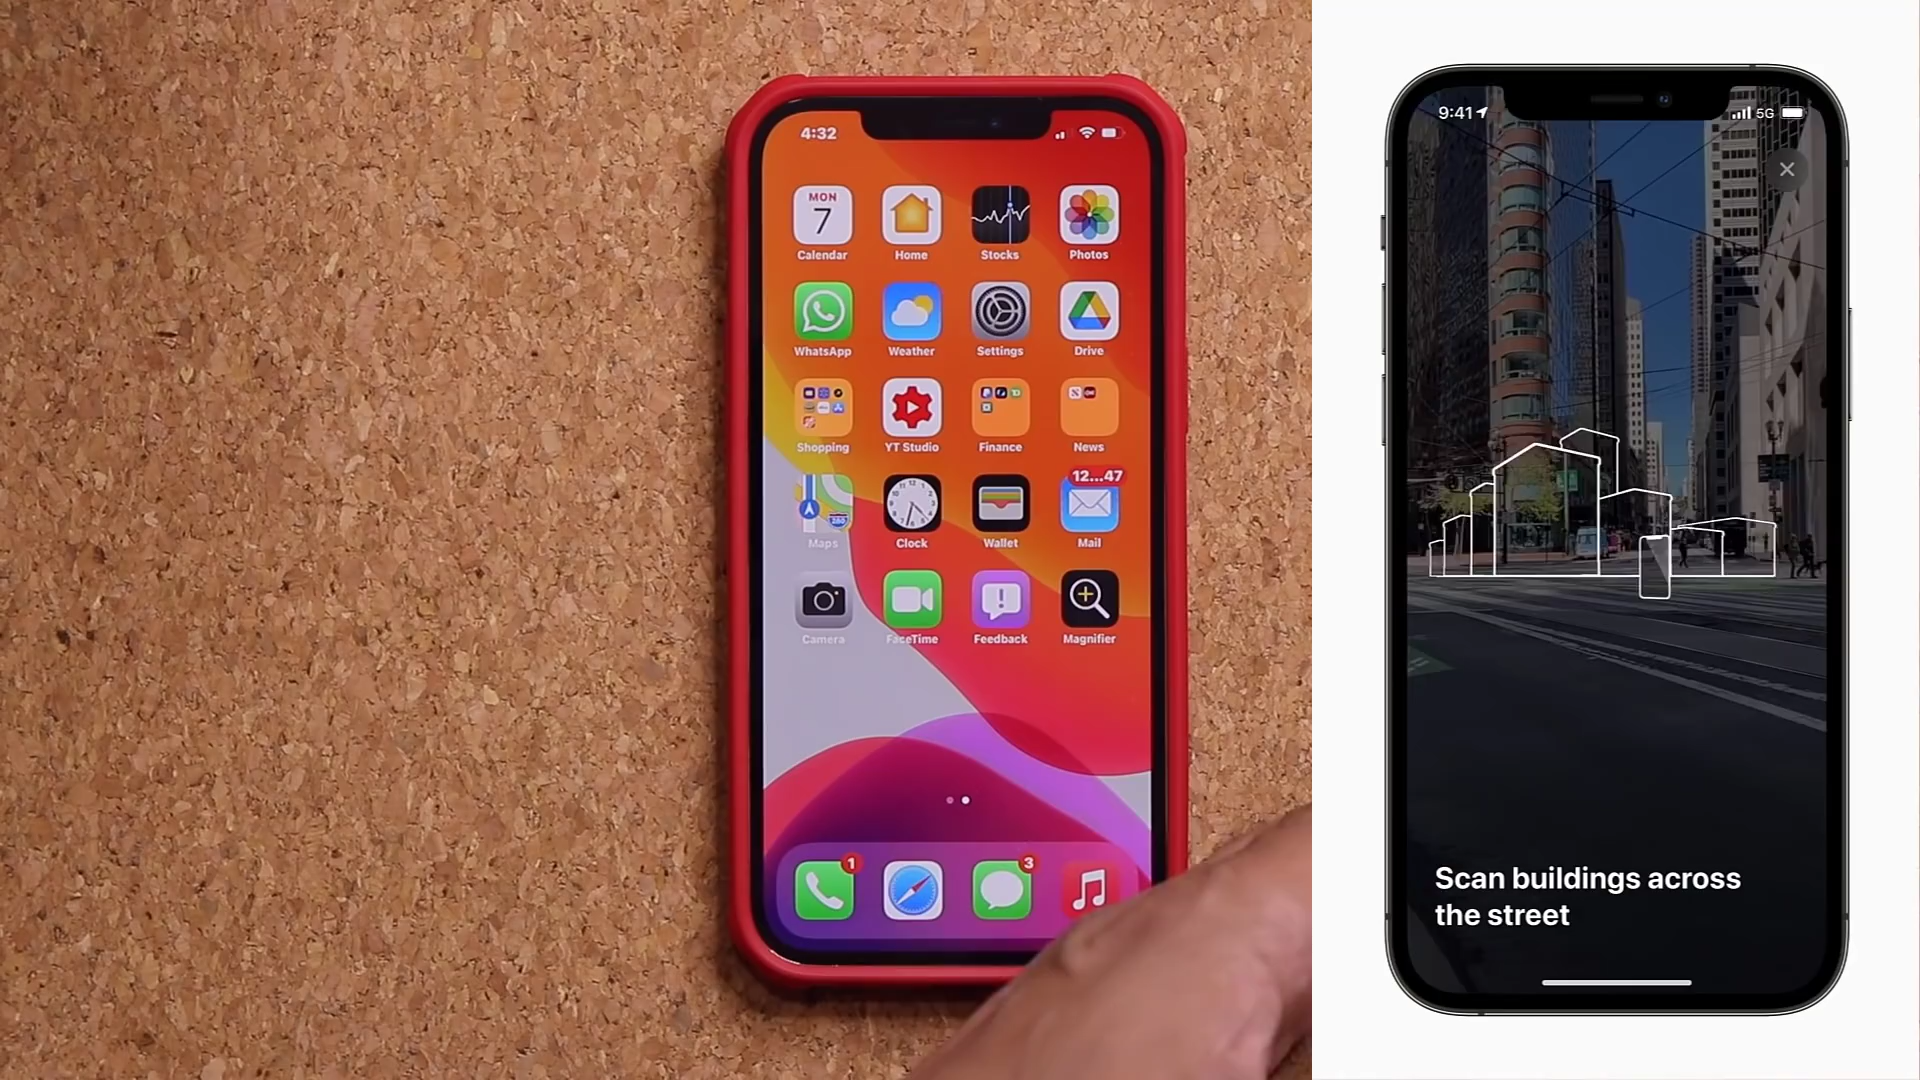 4:32
MON
7
Calendar
Home
Stocks
Photos
WhatsApp
Weather
Settings
Drive
Shopping
YT Studio
Finance
News
12...47
Maps
Clock
Wallet
Mail
Camera
FaceTime
Feedback
Magnifier
1
3
9:41
5G
Scan buildings across
the street